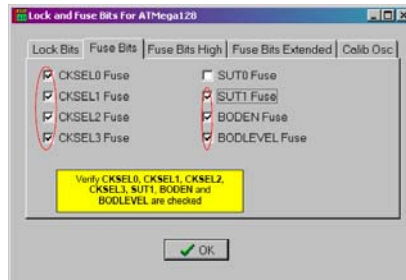 Lock and Fuse Bits For ATMega128
Lock Bits Fuse Bits Fuse Bits High Fuse Bits Extended Calib Osc
CKSEL0 Fuse SUT0 Fuse
CKSEL1 Fuse SUT1 Fuse
CKSEL2 Fuse BODEN Fuse
CKSEL3 Fuse BODLEVEL Fuse
Verify CKSEL0, CKSEL1, CKSEL2,
CKSEL3, SUT1, BODEN and
BODLEVEL are checked
OK